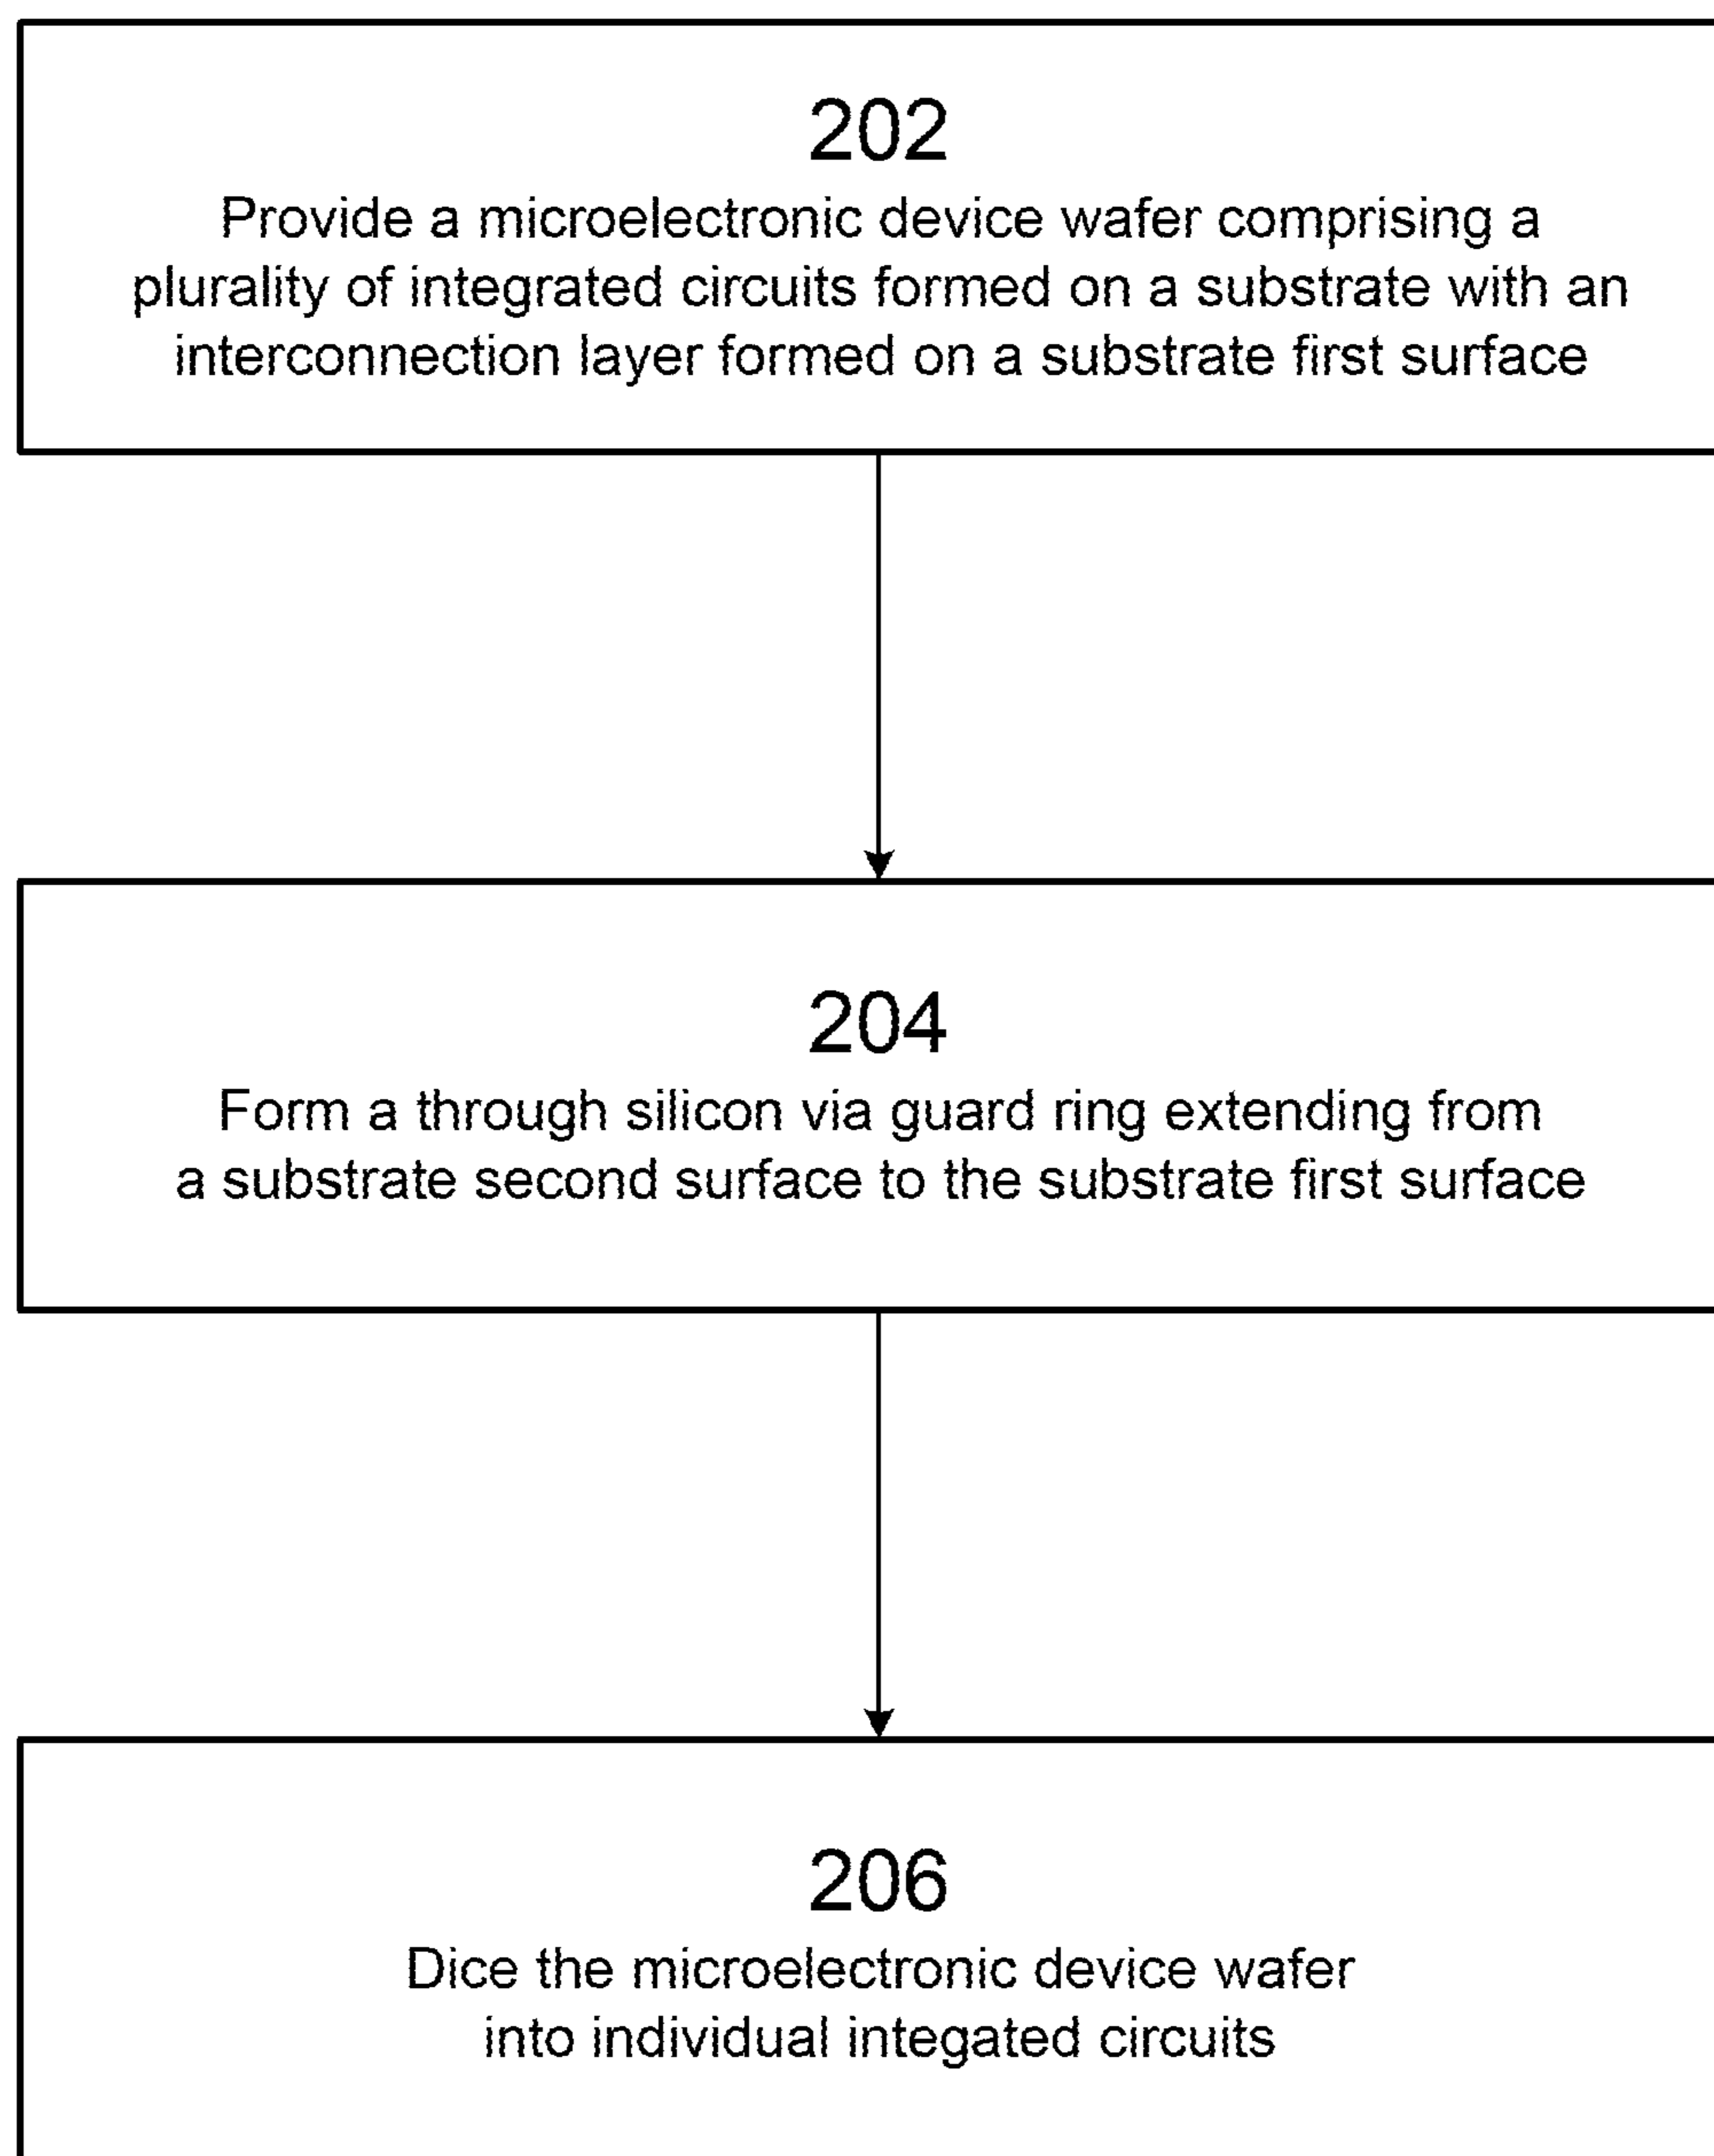 202
Provide a microelectronic device wafer comprising a
plurality of integrated circuits formed on a substrate with an
interconnection layer formed on a substrate first surface
204
Form a through silicon via guard ring extending from
a substrate second surface to the substrate first surface
206
Dice the microelectronic device wafer
into individual integated circuits